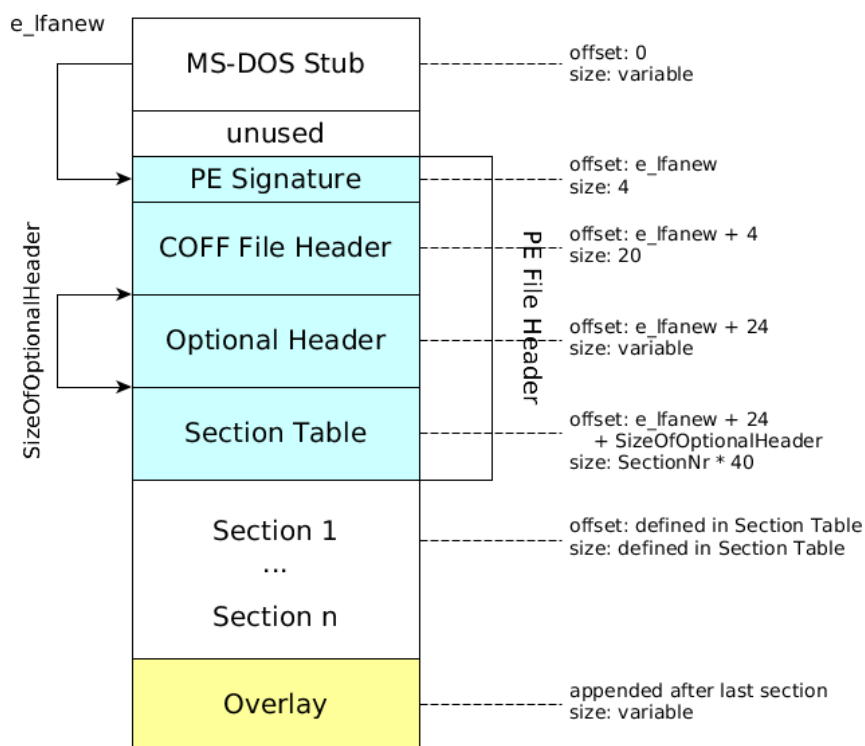 e_lfanew
MS-DOS Stub
offset: 0
size: variable
unused
PE Signature
offset: e_lfanew
size: 4
COFF File Header
offset: e_lfanew + 4
size: 20
PE File Header
SizeOfOptionalHeader
Optional Header
offset: e_lfanew + 24
size: variable
Section Table
offset: e_lfanew + 24
+ SizeOfOptionalHeader
size: SectionNr * 40
Section 1
...
Section n
offset: defined in Section Table
size: defined in Section Table
Overlay
appended after last section
size: variable